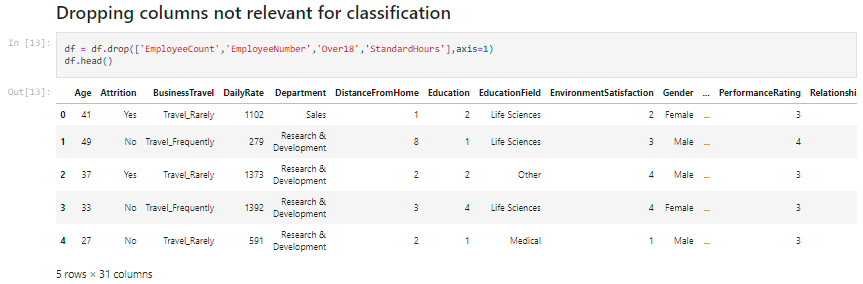 Dropping columns not relevant for classification
In [13]: df = df.drop(['EmployeeCount','EmployeeNumber','Over18','StandardHours'],axis=1)
df.head()
Out[13]: Age Attrition BusinessTravel DailyRate Department DistanceFromHome Education EducationField EnvironmentSatisfaction Gender ... PerformanceRating Relationshi
0 41 Yes Travel_Rarely 1102 Sales 1 2 Life Sciences 2 Female ... 3
1 49 No Travel_Frequently 279 Research & Development 8 1 Life Sciences 3 Male ... 4
2 37 Yes Travel_Rarely 1373 Research & Development 2 2 Other 4 Male ... 3
3 33 No Travel_Frequently 1392 Research & Development 3 4 Life Sciences 4 Female ... 3
4 27 No Travel_Rarely 591 Research & Development 2 1 Medical 1 Male ... 3
5 rows × 31 columns